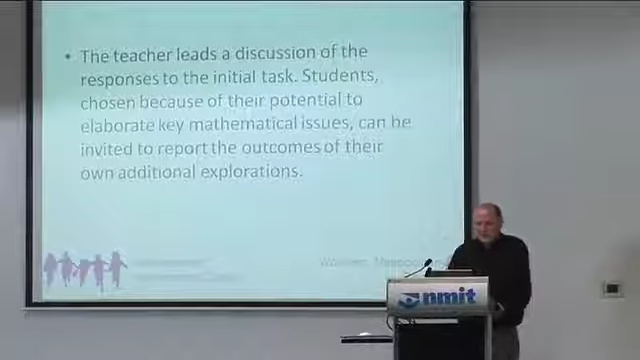 • The teacher leads a discussion of the
responses to the initial task. Students,
chosen because of their potential to
elaborate key mathematical issues, can be
invited to report the outcomes of their
own additional explorations.
nmit